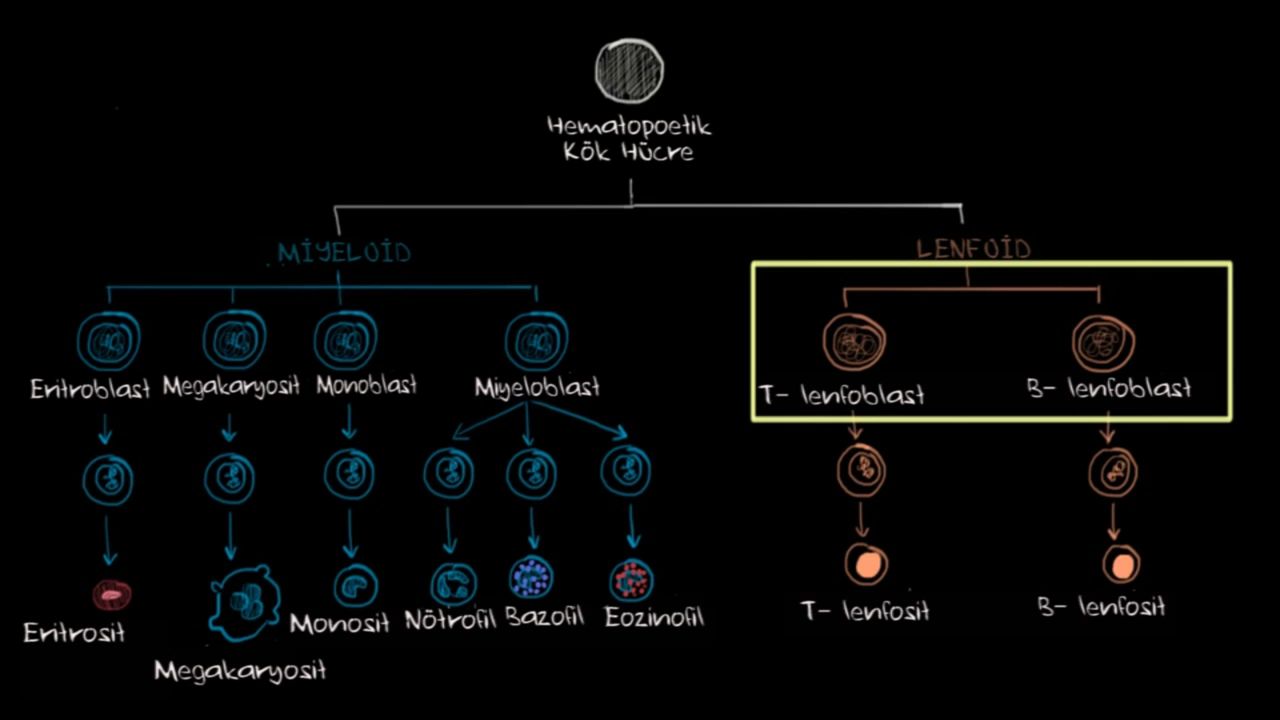 Hematopoetik
Kök Hücre
MİYELOİD
LENFOİD
Eritroblast
Megakaryosit
Monoblast
Miyeloblast
T- lenfoblast
B- lenfoblast
Eritrosit
Megakaryosit
Monosit
Nötrofil
Bazofil
Eozinofil
T- lenfosit
B- lenfosit